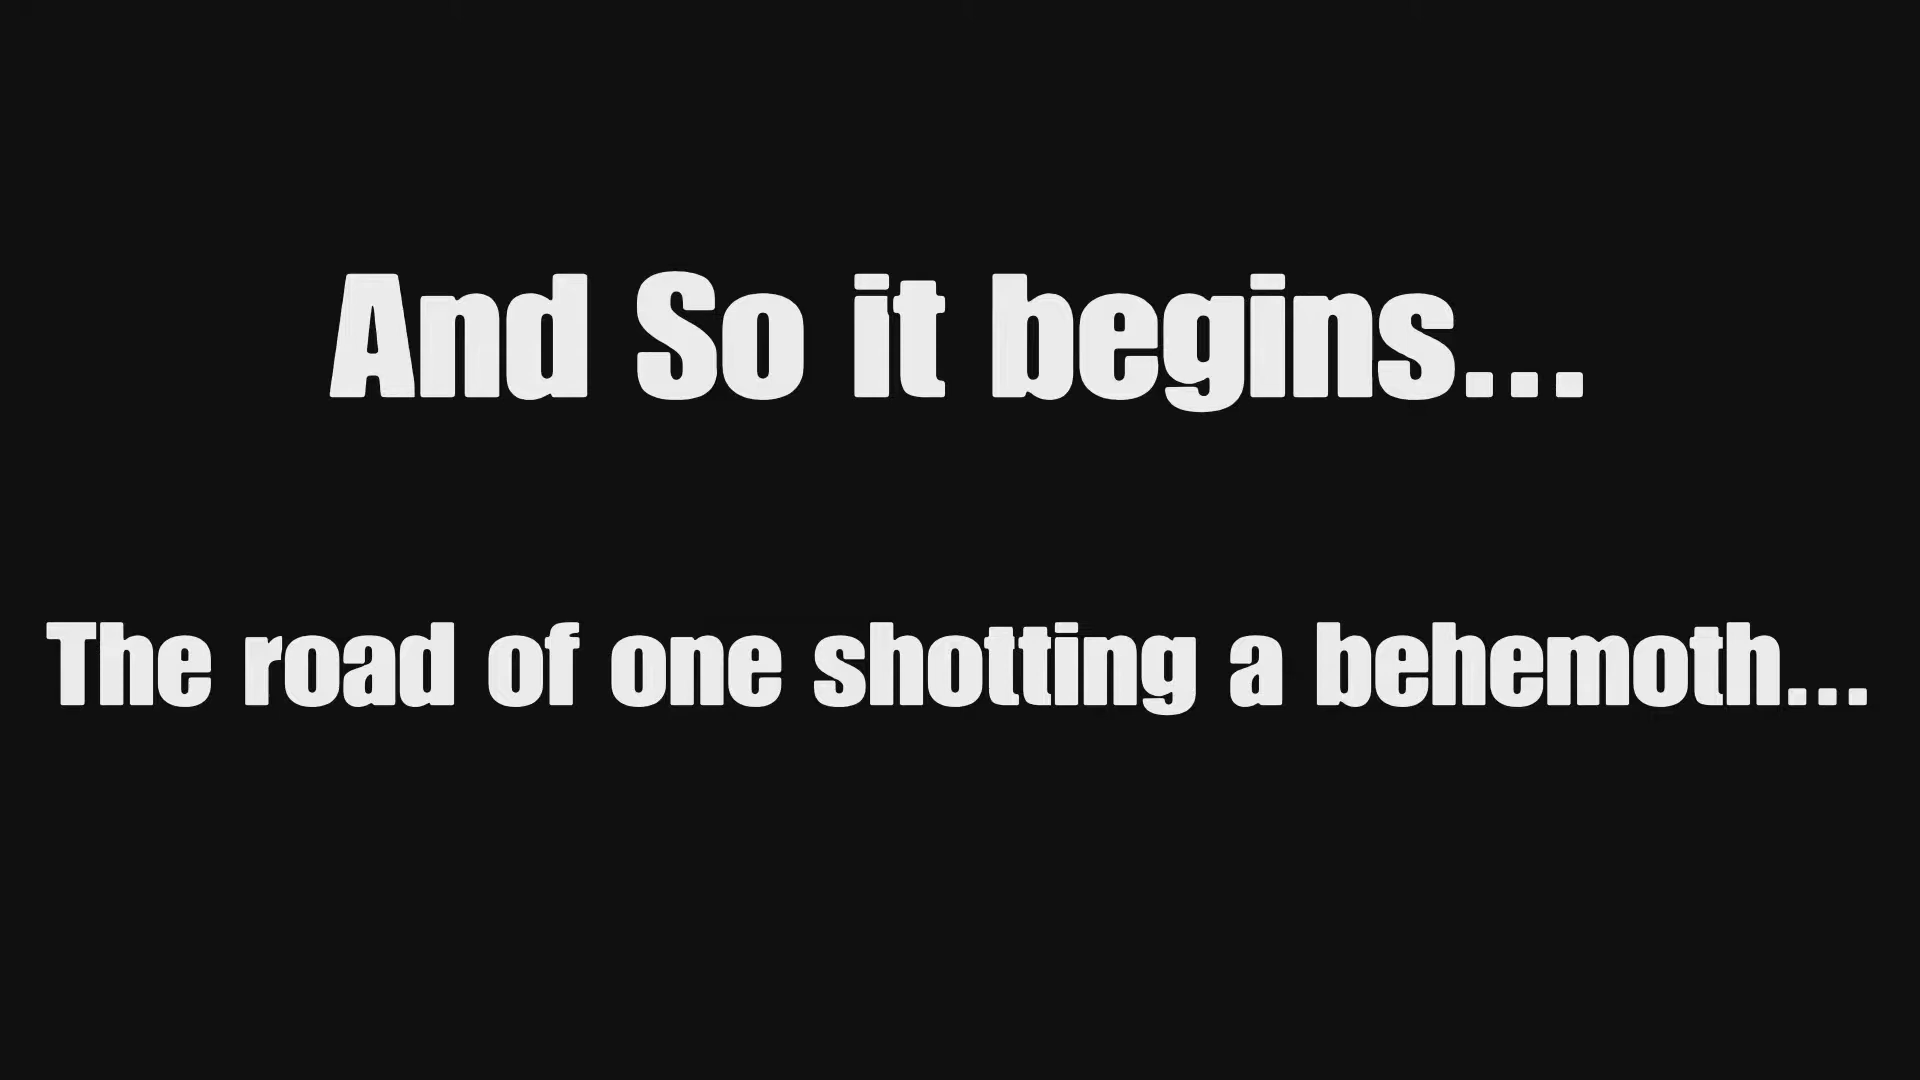 And So it begins...
The road of one shotting a behemoth...